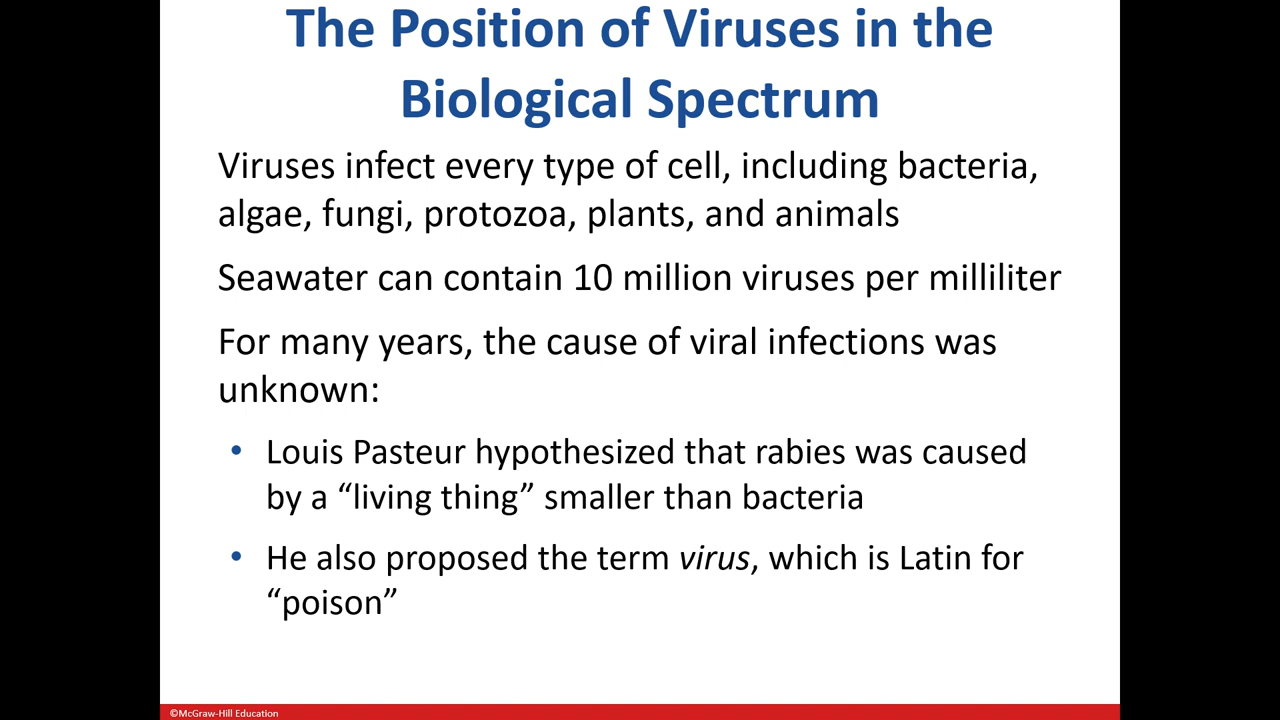 The Position of Viruses in the
Biological Spectrum
Viruses infect every type of cell, including bacteria,
algae, fungi, protozoa, plants, and animals
Seawater can contain 10 million viruses per milliliter
For many years, the cause of viral infections was
unknown:
• Louis Pasteur hypothesized that rabies was caused
by a “living thing” smaller than bacteria
• He also proposed the term virus, which is Latin for
“poison”
©McGraw-Hill Education